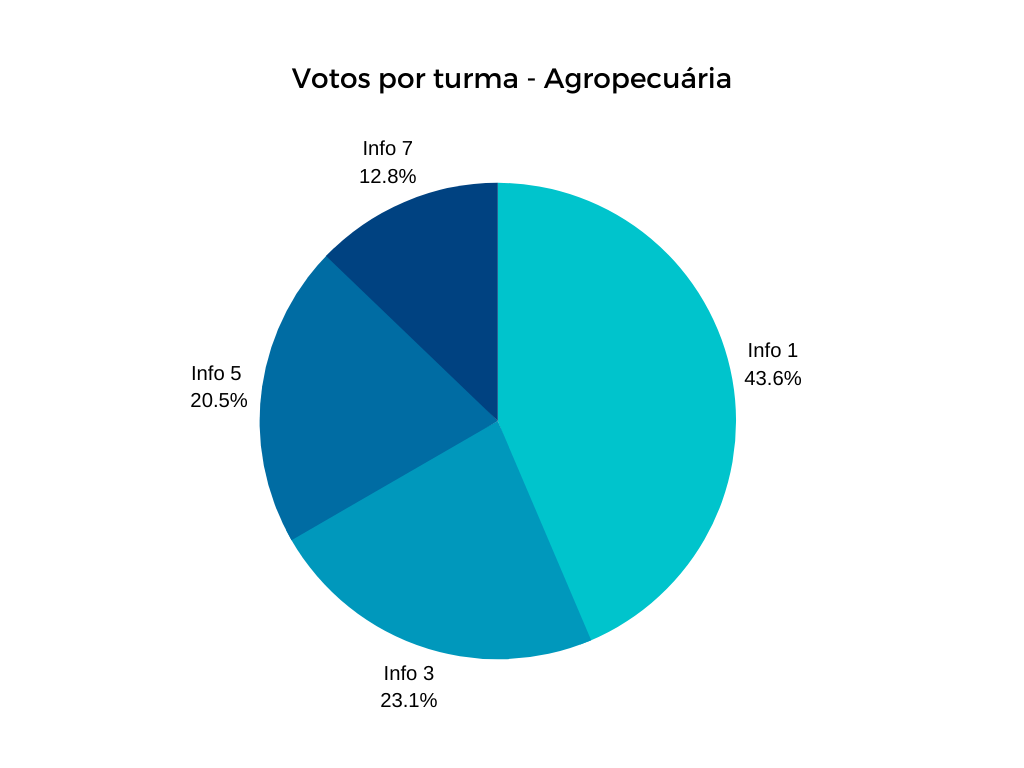 Votos por turma - Agropecuária
Info 7
12.8%
Info 1
43.6%
Info 5
20.5%
Info 3
23.1%